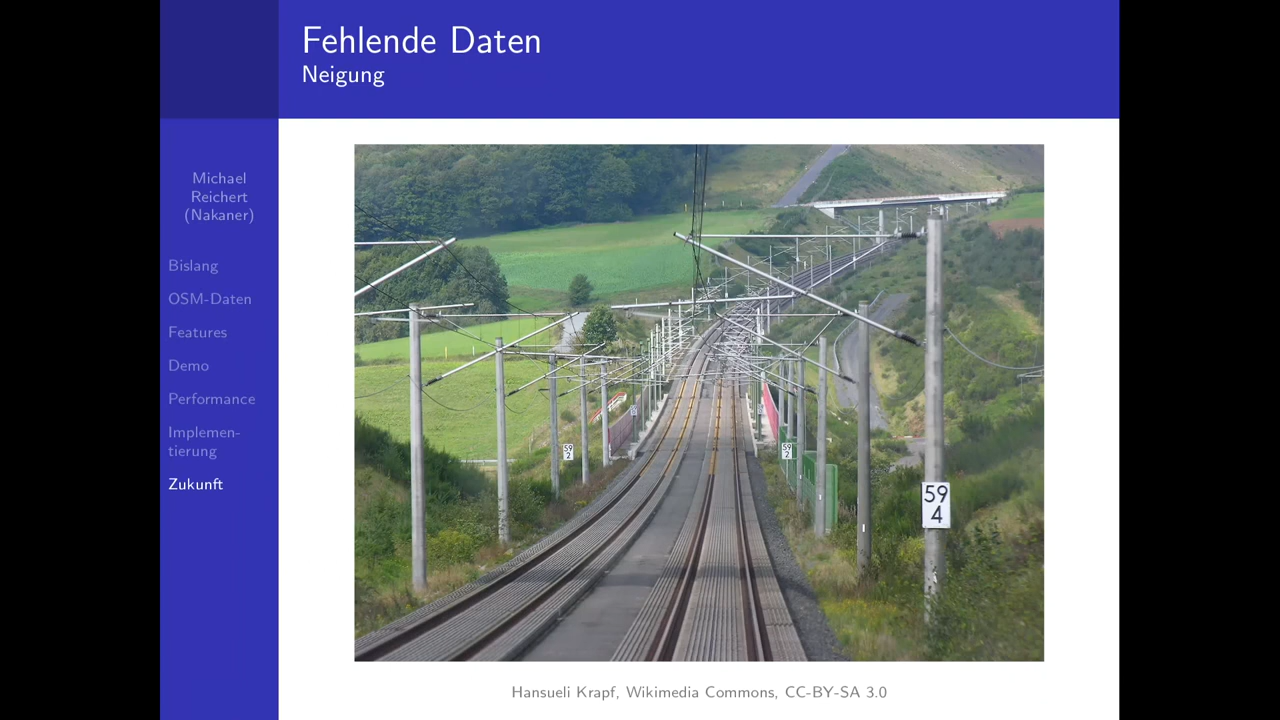 Fehlende Daten
Neigung
Michael
Reichert
(Nakaner)
Bislang
OSM-Daten
Features
Demo
Performance
Implemen-
tierung
Zukunft
59
2
59
2
59
4
Hansueli Krapf, Wikimedia Commons, CC-BY-SA 3.0